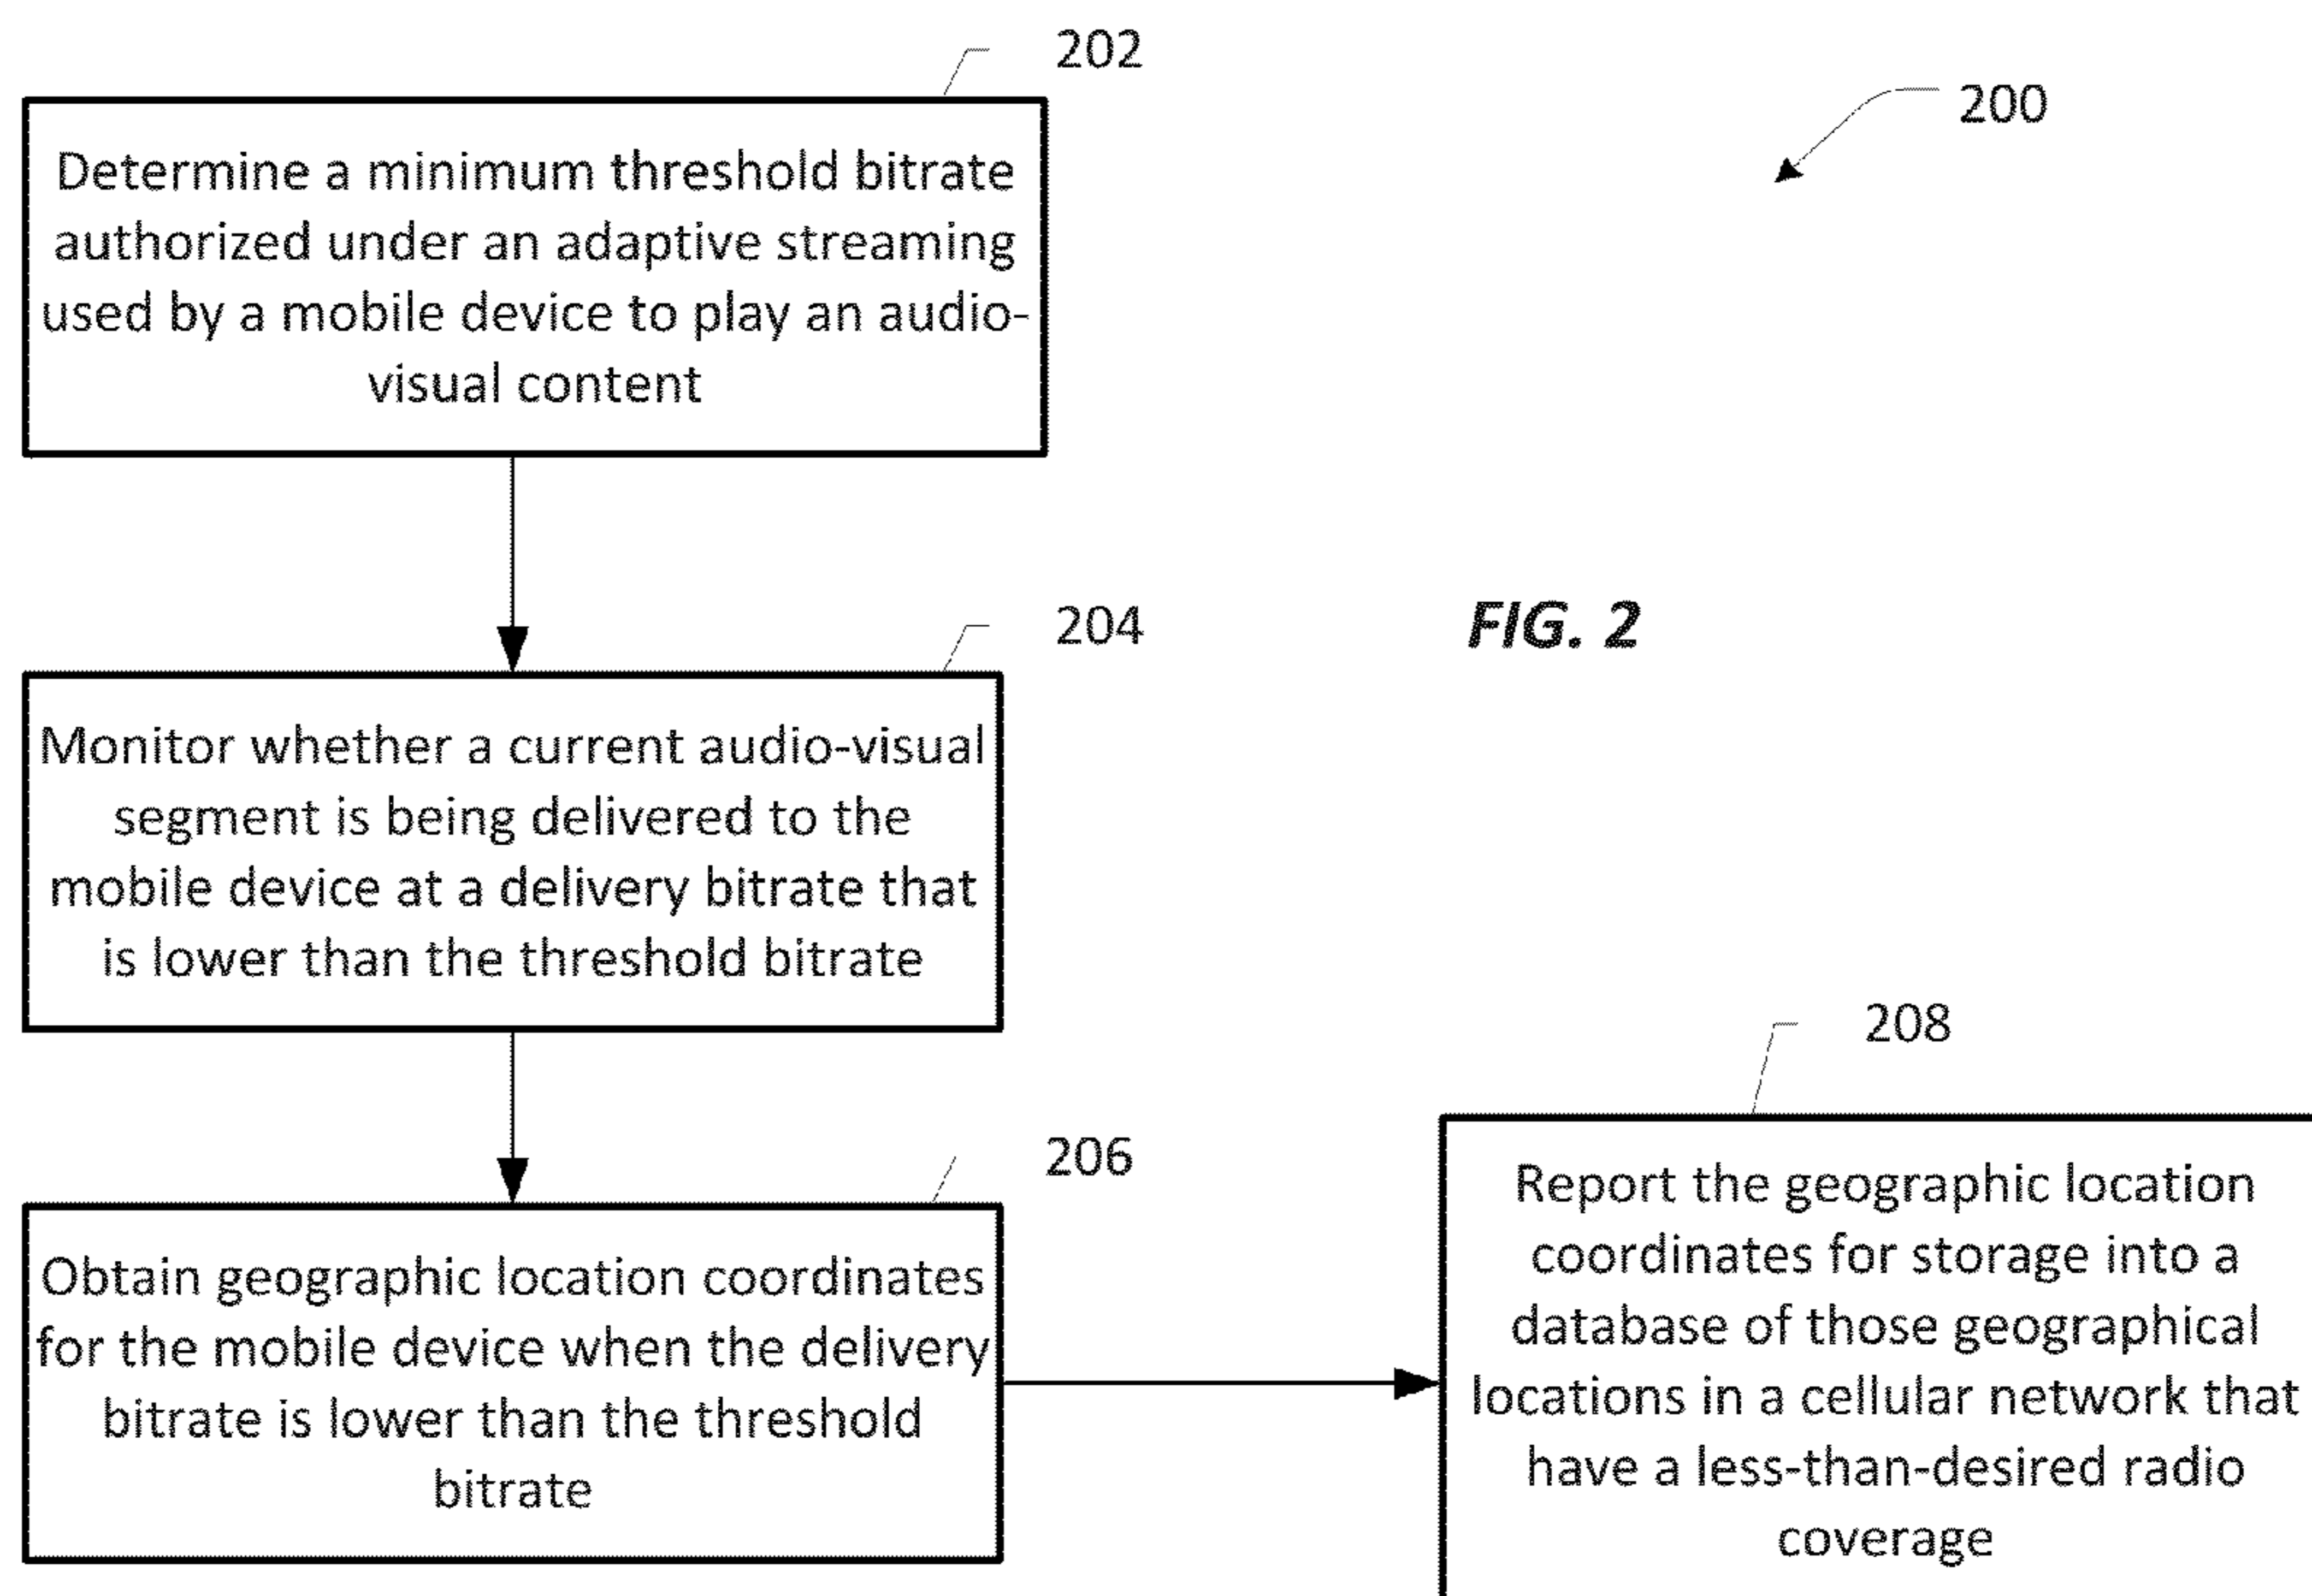 202
200
Determine a minimum threshold bitrate
authorized under an adaptive streaming
used by a mobile device to play an audio-
visual content
204
FIG. 2
Monitor whether a current audio-visual
segment is being delivered to the
mobile device at a delivery bitrate that
is lower than the threshold bitrate
206
Obtain geographic location coordinates
for the mobile device when the delivery
bitrate is lower than the threshold
bitrate
208
Report the geographic location
coordinates for storage into a
database of those geographical
locations in a cellular network that
have a less-than-desired radio
coverage